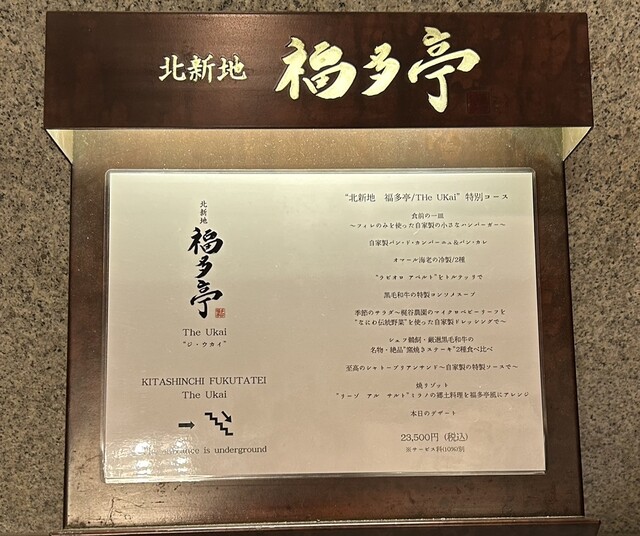 北新地 福多亭
北新地
福多亭
The Ukai
"ジ・ウカイ"
KITASHINCHI FUKUTATEI
The Ukai
entrance is underground
"北新地 福多亭/THe UKai" 特別コース
食前の一皿
～フィレのみを使った自家製の小さなハンバーガー～
自家製パン・ド・カンパーニュ&パン・カレ
オマール海老の冷製/2種
"ラビオロ アペルト"をトルテッリで
黒毛和牛の特製コンソメスープ
季節のサラダ～梶谷農園のマイクロベビーリーフを
"なにわ伝統野菜"を使った自家製ドレッシングで～
シェフ鵜飼・厳選黒毛和牛の
名物・絶品"窯焼きステーキ"2種食べ比べ
至高のシャトーブリアンサンド～自家製の特製ソースで～
焼リゾット
"リーゾ アル サルト"ミラノの郷土料理を福多亭風にアレンジ
本日のデザート
23,500円（税込）
※サービス料(10%)別